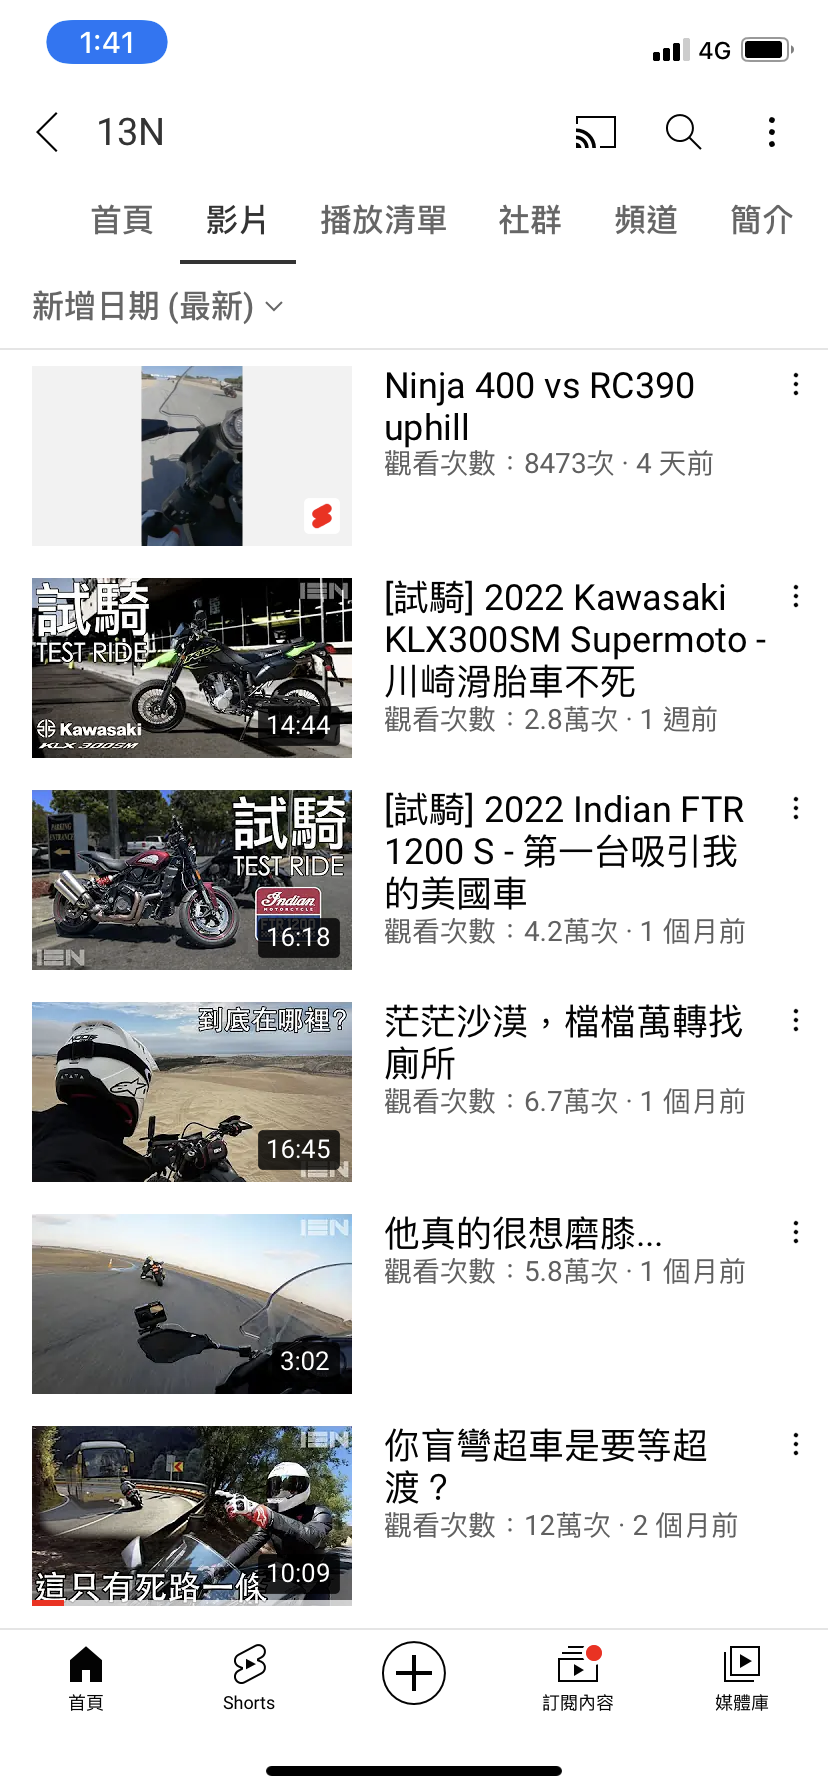 1:41
4G
13N
首頁 影片 播放清單 社群 頻道 簡介
新增日期 (最新)
Ninja 400 vs RC390
uphill
觀看次數：8473次 · 4 天前
試騎
TEST RIDE
13N
Kawasaki
KLX 300SM
14:44
[試騎] 2022 Kawasaki
KLX300SM Supermoto -
川崎滑胎車不死
觀看次數：2.8萬次 · 1 週前
PARKING
ENTRANCE
試騎
TEST RIDE
Indian
MOTORCYCLE
FTR 1200
16:18
13N
[試騎] 2022 Indian FTR
1200 S - 第一台吸引我
的美國車
觀看次數：4.2萬次 · 1 個月前
到底在哪裡?
16:45
13N
茫茫沙漠，檔檔萬轉找
廁所
觀看次數：6.7萬次 · 1 個月前
13N
3:02
他真的很想磨膝...
觀看次數：5.8萬次 · 1 個月前
13N
這只有死路一條
10:09
你盲彎超車是要等超
渡？
觀看次數：12萬次 · 2 個月前
首頁 Shorts 訂閱內容 媒體庫